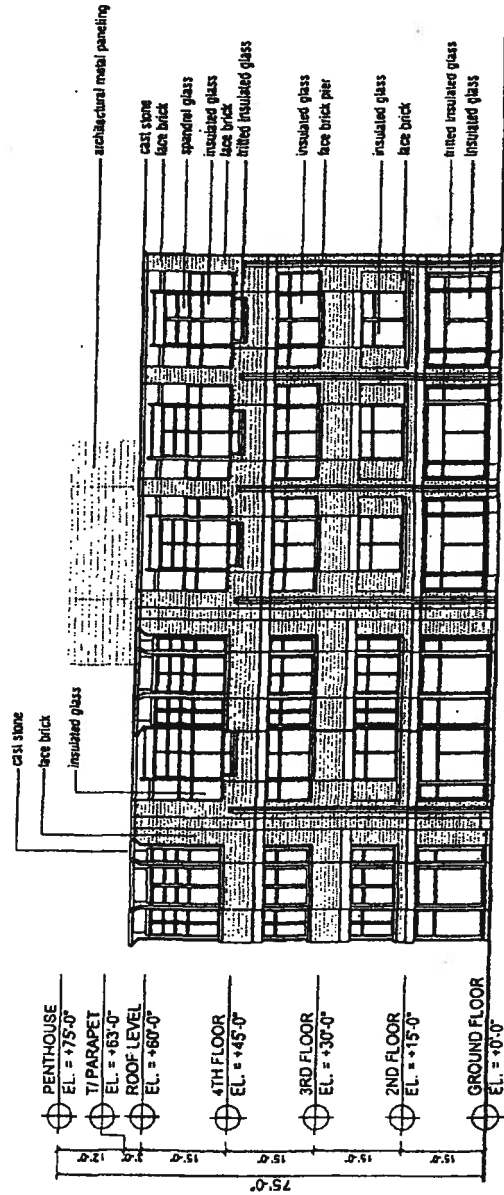 cast stone
face brick
insulated glass
architectural metal paneling
cast stone
face brick
spandrel glass
insulated glass
face brick
fritted insulated glass
insulated glass
face brick pier
insulated glass
face brick
fritted insulated glass
insulated glass
PENTHOUSE
EL. = +75'-0"
T/ PARAPET
EL. = +63'-0"
ROOF LEVEL
EL. = +60'-0"
4TH FLOOR
EL. = +45'-0"
3RD FLOOR
EL. = +30'-0"
2ND FLOOR
EL. = +15'-0"
GROUND FLOOR
EL. = +0'-0"
12'-0"
3'-0"
15'-0"
15'-0"
15'-0"
15'-0"
75'-0"